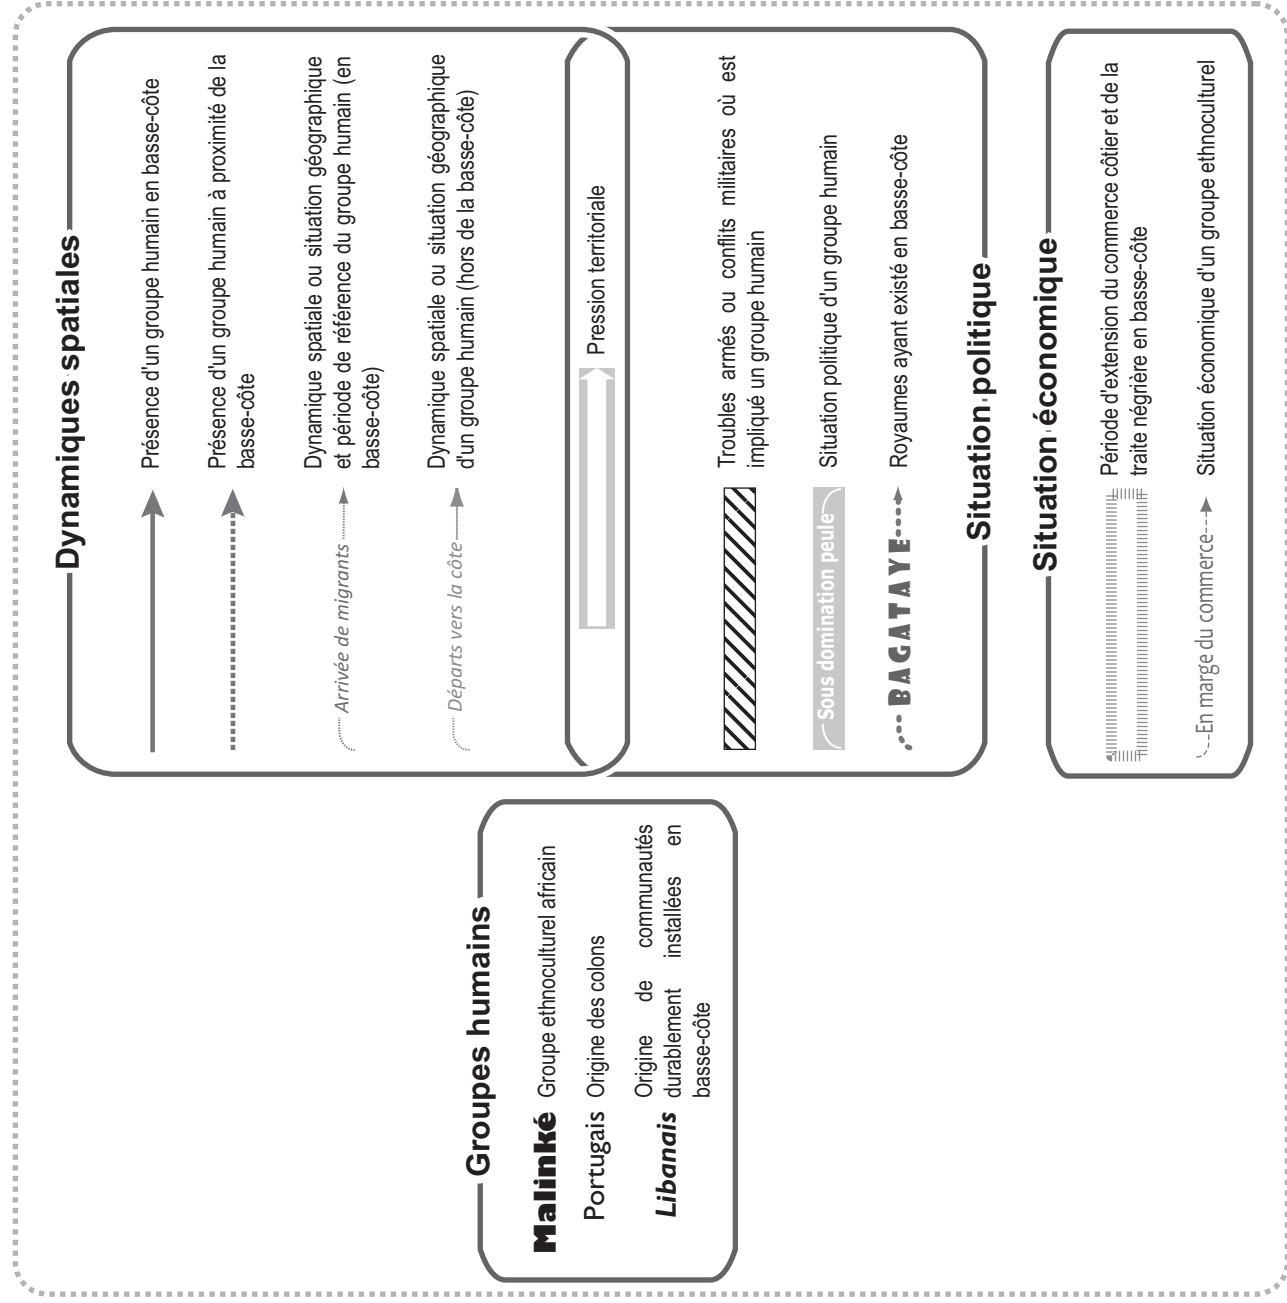 Groupes humains
Malinké Groupe ethnoculturel africain
Portugais Origine des colons
Libanais
Origine de communautés
durablement installées en
basse-côte
Dynamiques spatiales
Présence d'un groupe humain en basse-côte
Présence d'un groupe humain à proximité de la
basse-côte
Arrivée de migrants
Dynamique spatiale ou situation géographique
et période de référence du groupe humain (en
basse-côte)
Départs vers la côte
Dynamique spatiale ou situation géographique
d'un groupe humain (hors de la basse-côte)
Pression territoriale
Troubles armés ou conflits militaires où est
impliqué un groupe humain
Sous domination peule
Situation politique d'un groupe humain
BAGATAYE
Royaumes ayant existé en basse-côte
Situation politique
Situation économique
Période d'extension du commerce côtier et de la
traite négrière en basse-côte
En marge du commerce
Situation économique d'un groupe ethnoculturel